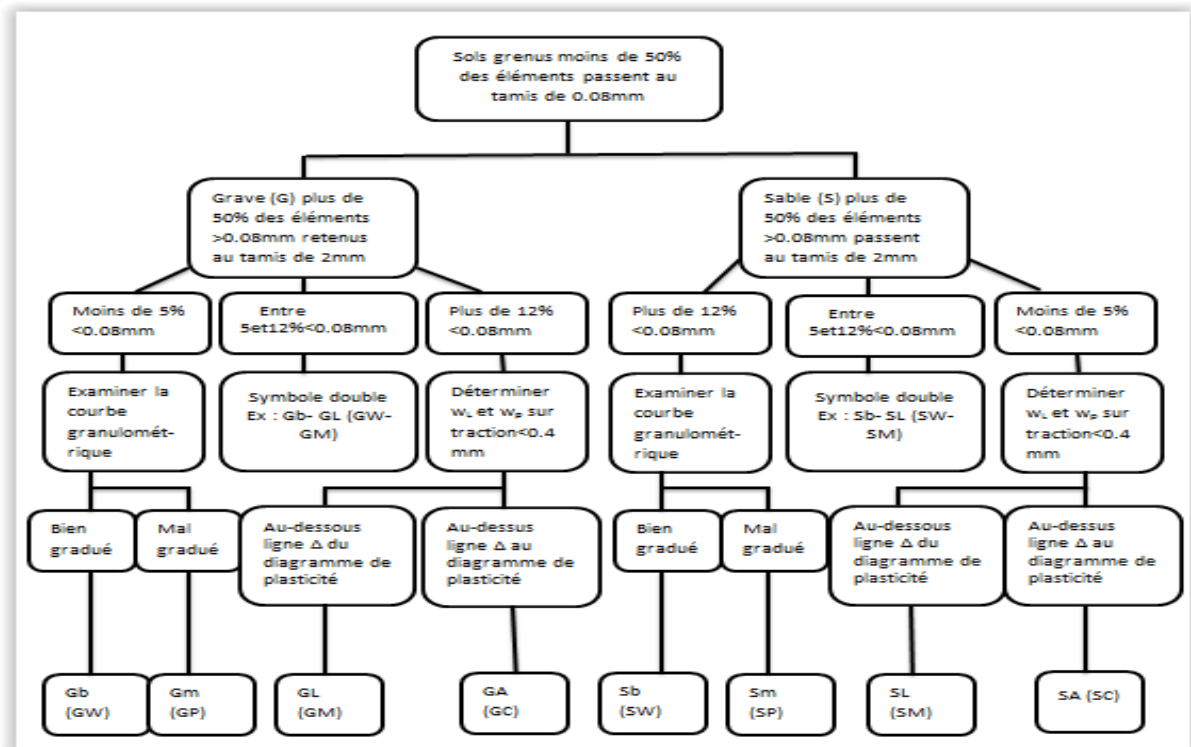 Sols grenus moins de 50%
des éléments passent au
tamis de 0.08mm
Grave (G) plus de
50% des éléments
>0.08mm retenus
au tamis de 2mm
Sable (S) plus de
50% des éléments
>0.08mm passent
au tamis de 2mm
Moins de 5%
<0.08mm
Entre
5et12%<0.08mm
Plus de 12%
<0.08mm
Plus de 12%
<0.08mm
Entre
5et12%<0.08mm
Moins de 5%
<0.08mm
Examiner la
courbe
granulomét-
rique
Symbole double
Ex : Gb- GL (GW-
GM)
Déterminer
wL et wP sur
traction<0.4
mm
Examiner la
courbe
granulomét-
rique
Symbole double
Ex : Sb- SL (SW-
SM)
Déterminer
wL et wP sur
traction<0.4
mm
Bien
gradué
Mal
gradué
Au-dessous
ligne Δ du
diagramme de
plasticité
Au-dessus
ligne Δ au
diagramme de
plasticité
Bien
gradué
Mal
gradué
Au-dessous
ligne Δ du
diagramme de
plasticité
Au-dessus
ligne Δ au
diagramme de
plasticité
Gb
(GW)
Gm
(GP)
GL
(GM)
GA
(GC)
Sb
(SW)
Sm
(SP)
SL
(SM)
SA (SC)